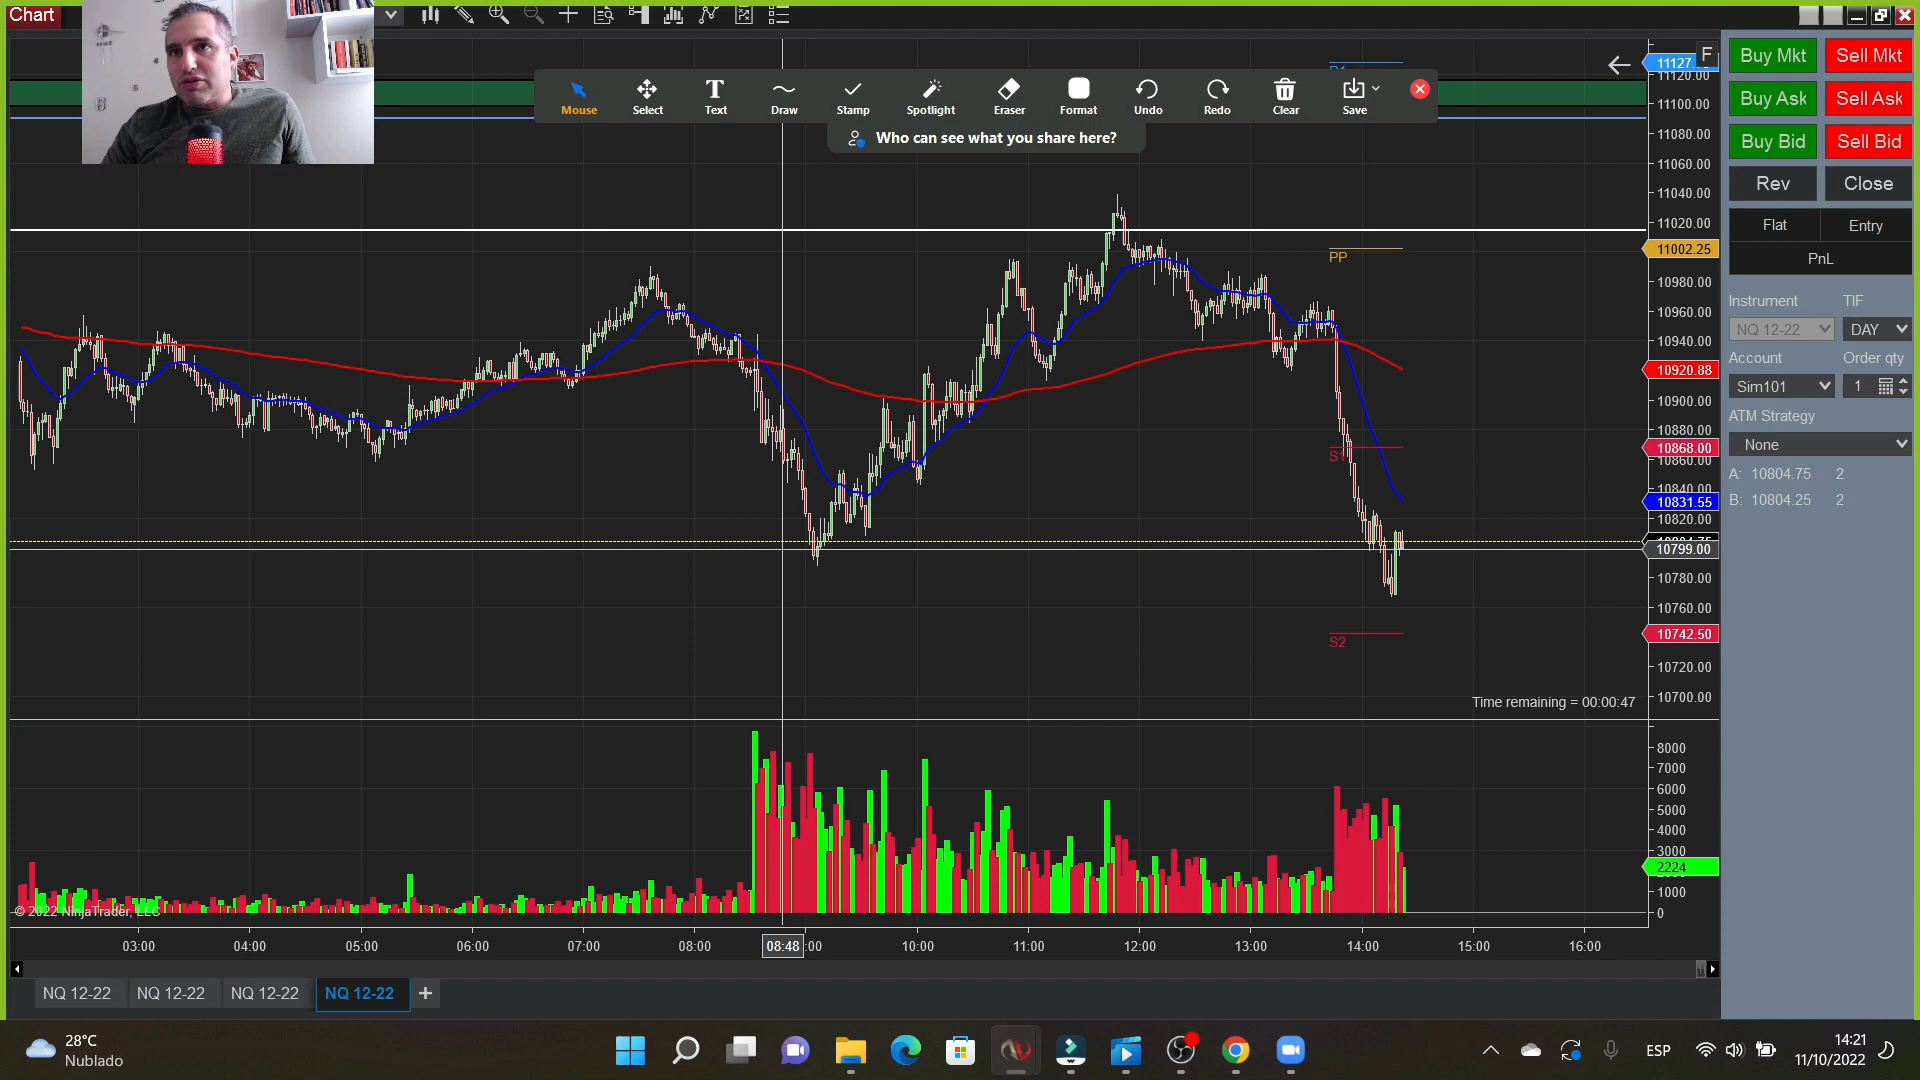 Chart
Mouse
Select
Text
Draw
Stamp
Spotlight
Eraser
Format
Undo
Redo
Clear
Save
Who can see what you share here?
F
Buy Mkt
Sell Mkt
Buy Ask
Sell Ask
Buy Bid
Sell Bid
Rev
Close
Flat
Entry
PnL
Instrument
TIF
NQ 12-22
DAY
Account
Order qty
Sim101
1
ATM Strategy
None
A: 10804.75 2
B: 10804.25 2
11127.
11120.00
11100.00
11080.00
11060.00
11040.00
11020.00
11002.25
10980.00
10960.00
10940.00
10920.88
10900.00
10880.00
10868.00
10860.00
10840.00
10831.55
10820.00
10799.00
10780.00
10760.00
10742.50
10720.00
10700.00
PP
S1
S2
Time remaining = 00:00:47
8000
7000
6000
5000
4000
3000
2224
1000
0
© 2022 NinjaTrader, LLC
03:00
04:00
05:00
06:00
07:00
08:00
08:48
10:00
11:00
12:00
13:00
14:00
15:00
16:00
NQ 12-22
NQ 12-22
NQ 12-22
NQ 12-22
+
28°C
Nublado
ESP
14:21
11/10/2022